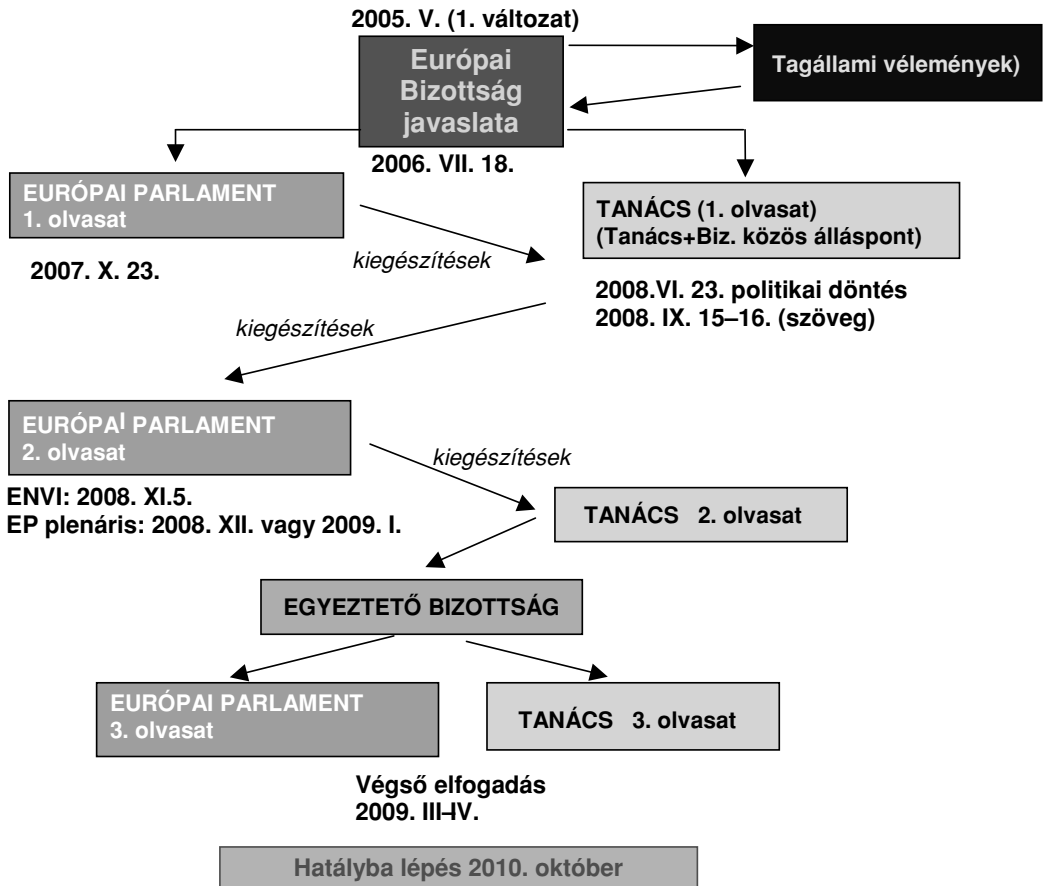 2005. V. (1. változat)
Európai
Bizottság
javaslata
Tagállami vélemények)
2006. VII. 18.
EURÓPAI PARLAMENT
1. olvasat
TANÁCS (1. olvasat)
(Tanács+Biz. közös álláspont)
kiegészítések
2007. X. 23.
2008.VI. 23. politikai döntés
2008. IX. 15–16. (szöveg)
kiegészítések
EURÓPAI PARLAMENT
2. olvasat
kiegészítések
ENVI: 2008. XI.5.
EP plenáris: 2008. XII. vagy 2009. I.
TANÁCS 2. olvasat
EGYEZTETŐ BIZOTTSÁG
EURÓPAI PARLAMENT
3. olvasat
TANÁCS 3. olvasat
Végső elfogadás
2009. III-IV.
Hatályba lépés 2010. október